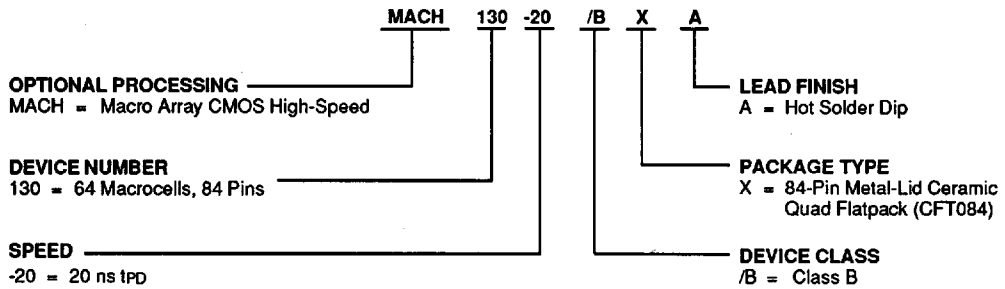 MACH 130 -20 /B X A
OPTIONAL PROCESSING
MACH = Macro Array CMOS High-Speed
DEVICE NUMBER
130 = 64 Macrocells, 84 Pins
SPEED
-20 = 20 ns tPD
LEAD FINISH
A = Hot Solder Dip
PACKAGE TYPE
X = 84-Pin Metal-Lid Ceramic
Quad Flatpack (CFT084)
DEVICE CLASS
/B = Class B